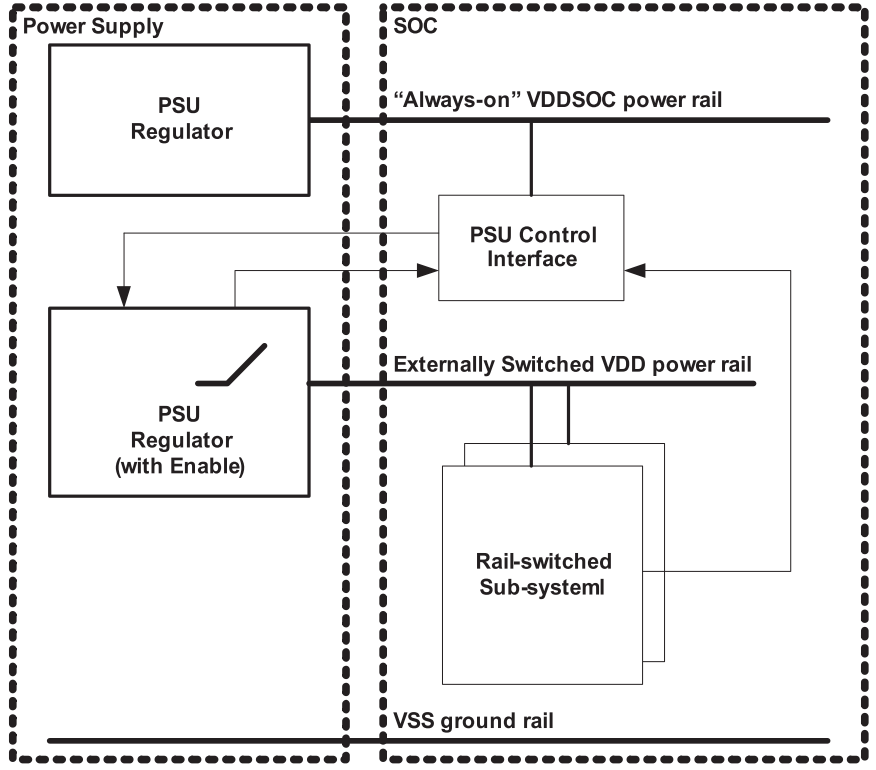 Power Supply
SOC
PSU
Regulator
“Always-on” VDDSOC power rail
PSU Control
Interface
Externally Switched VDD power rail
PSU
Regulator
(with Enable)
Rail-switched
Sub-systeml
VSS ground rail